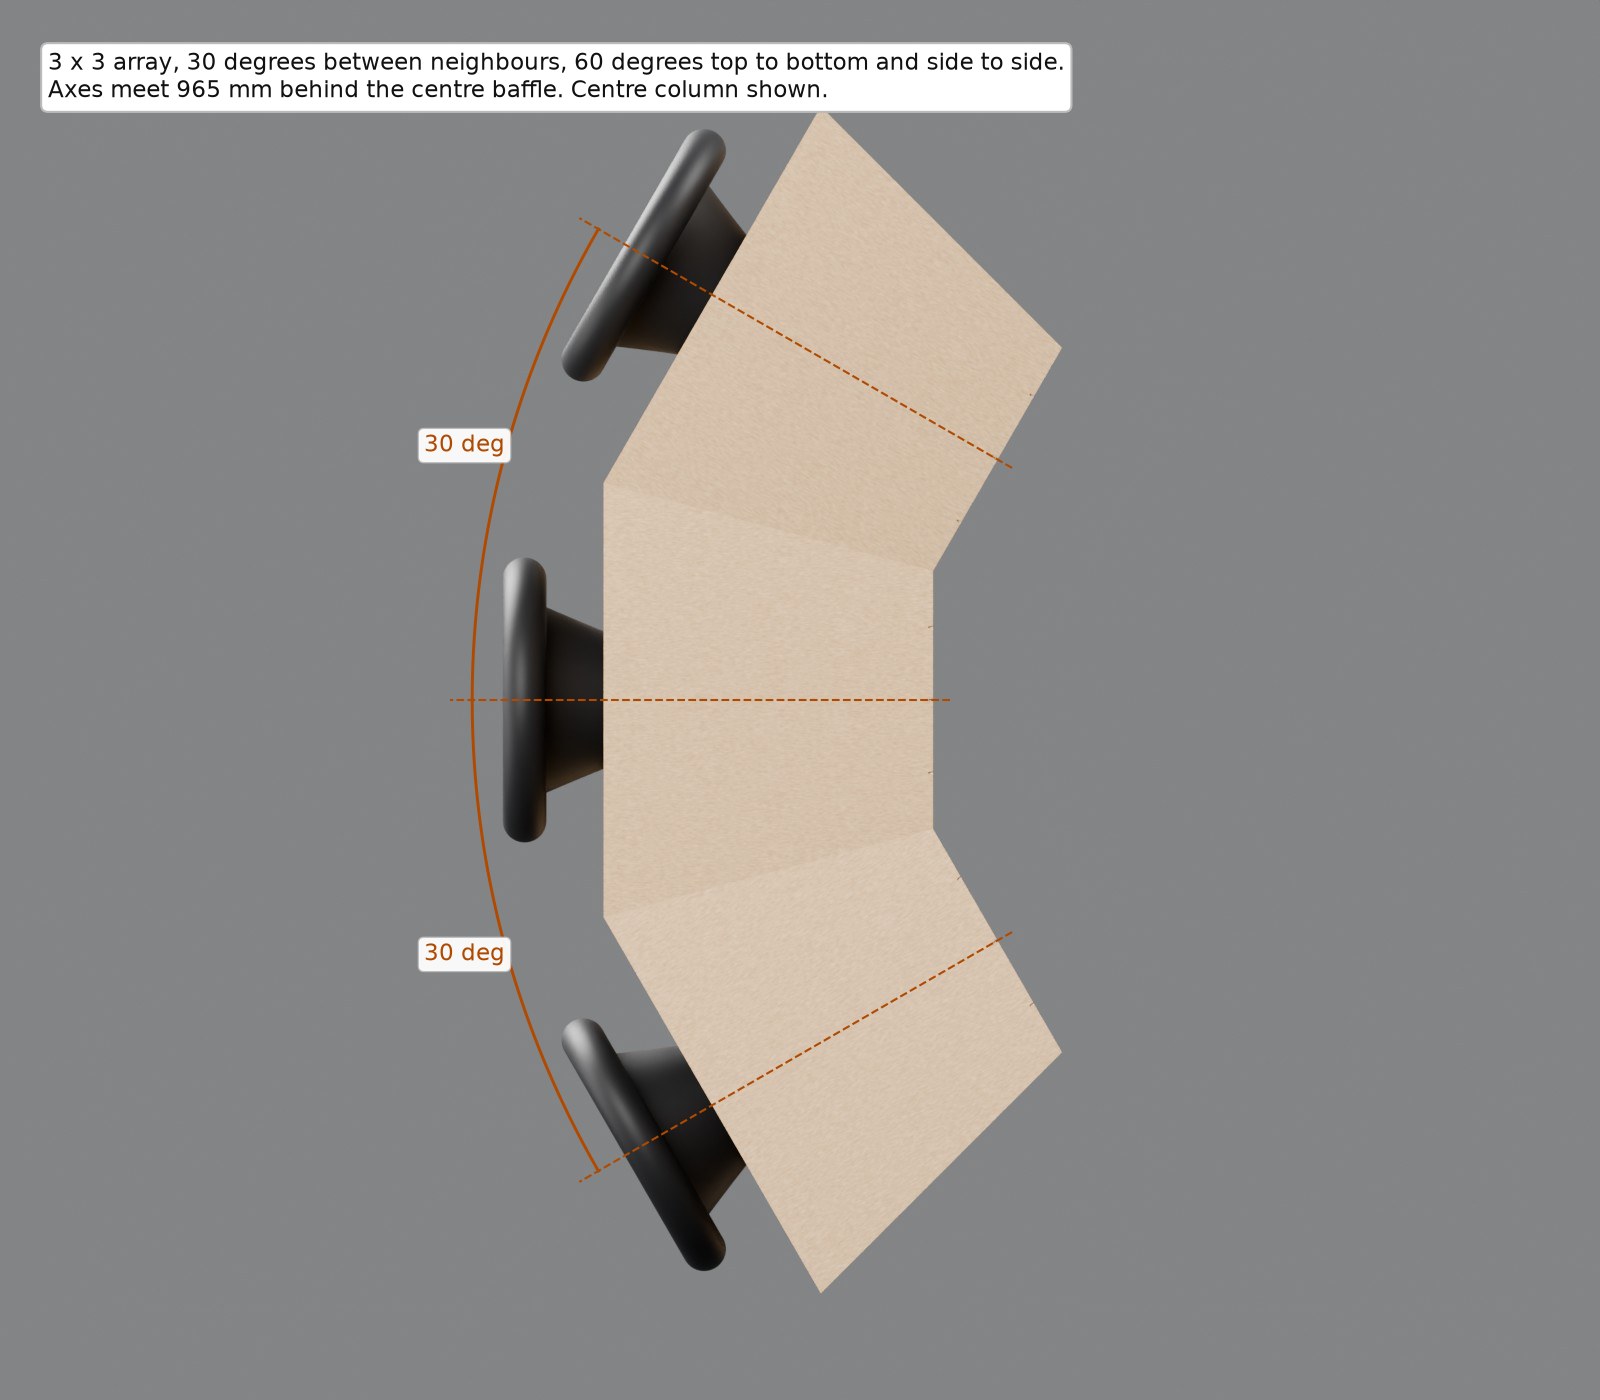 3 x 3 array, 30 degrees between neighbours, 60 degrees top to bottom and side to side.
Axes meet 965 mm behind the centre baffle. Centre column shown.
30 deg
30 deg